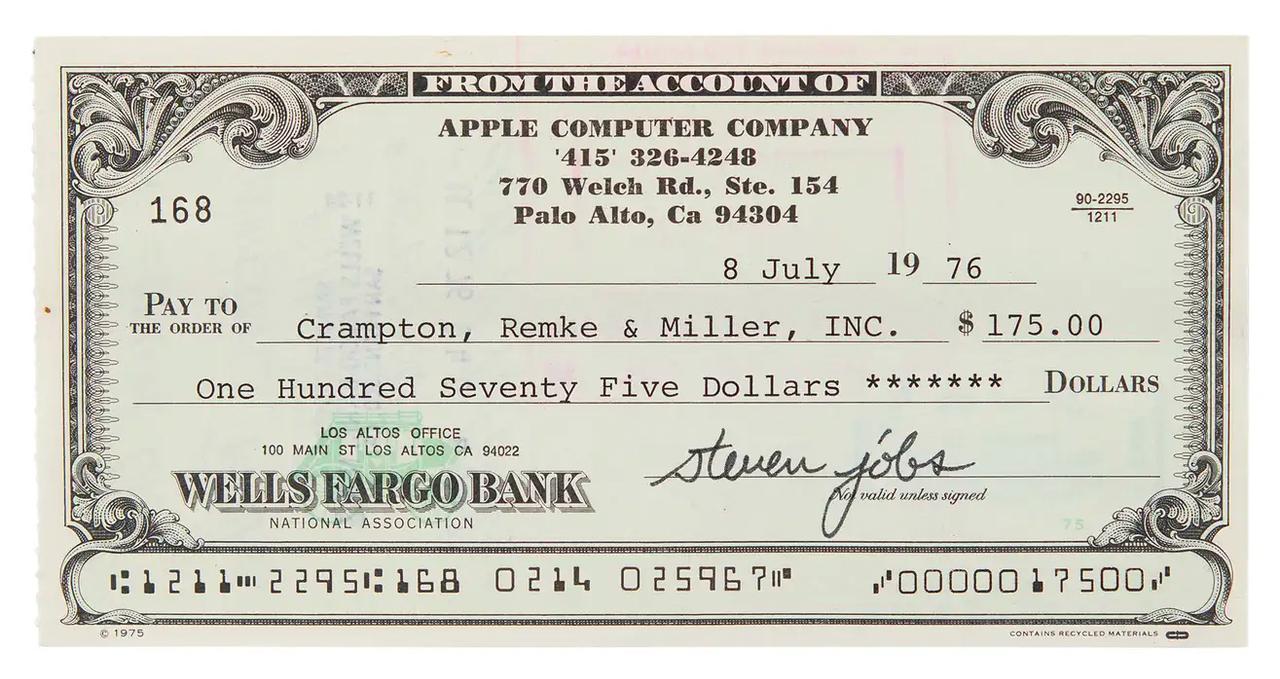 FROM THE ACCOUNT OF
APPLE COMPUTER COMPANY
'415' 326-4248
770 Welch Rd., Ste. 154
Palo Alto, Ca 94304
168
90-2295
1211
8 July 19 76
PAY TO
THE ORDER OF Crampton, Remke & Miller, INC. $ 175.00
One Hundred Seventy Five Dollars ******* DOLLARS
LOS ALTOS OFFICE
100 MAIN ST LOS ALTOS CA 94022
WELLS FARGO BANK
NATIONAL ASSOCIATION
steven jobs
Not valid unless signed
75
⑆1211⑉2295⑆168 0214 025967⑈ ⑇0000017500⑇
© 1975
CONTAINS RECYCLED MATERIALS